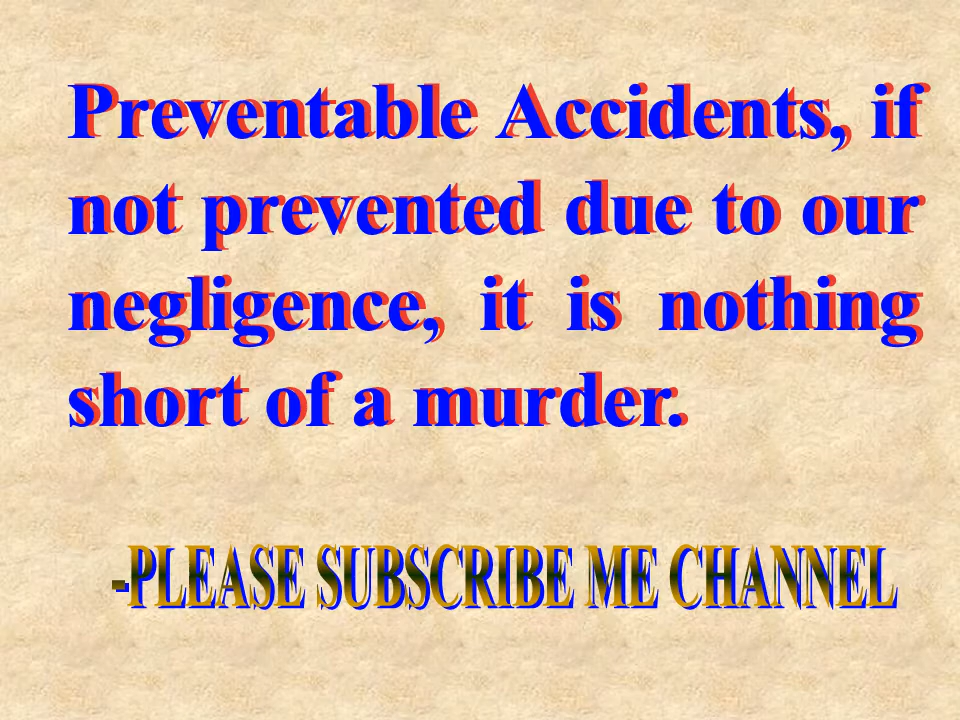 Preventable Accidents, if
not prevented due to our
negligence, it is nothing
short of a murder.
-PLEASE SUBSCRIBE ME CHANNEL